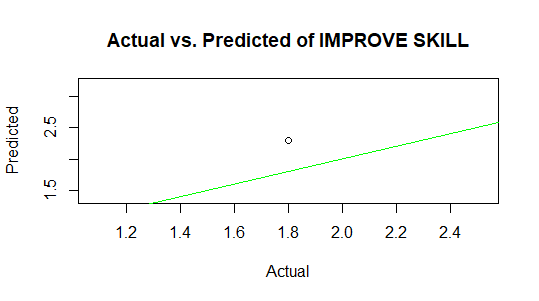 Actual vs. Predicted of IMPROVE SKILL
Predicted
2.5
1.5
1.2 1.4 1.6 1.8 2.0 2.2 2.4
Actual